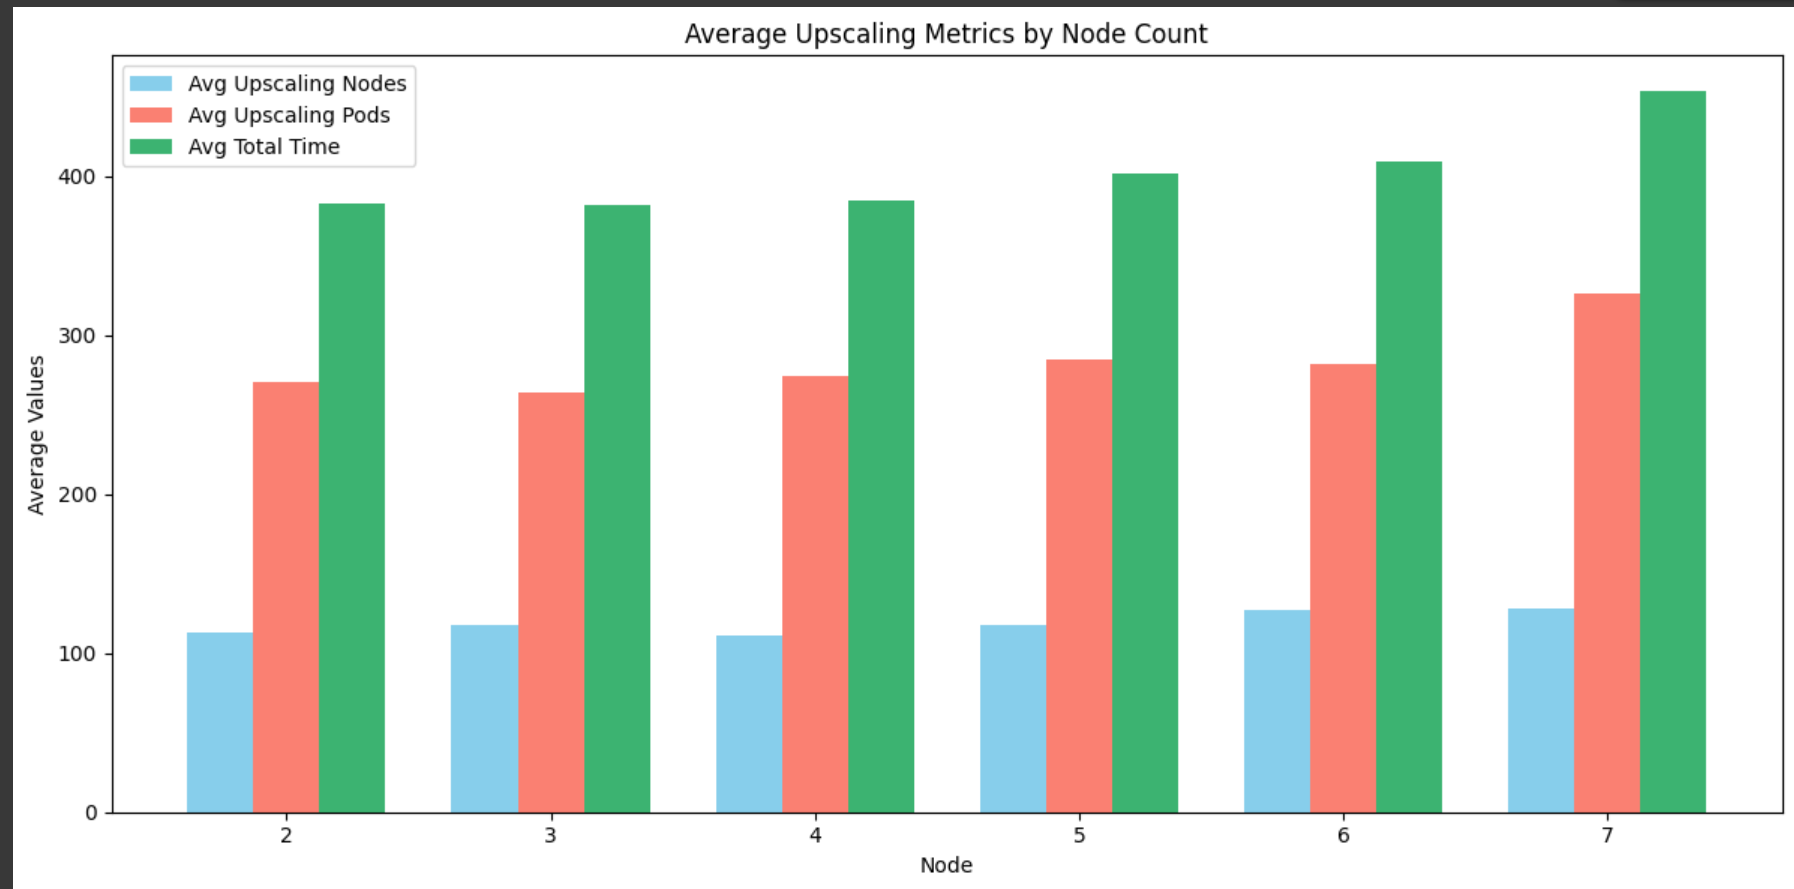 Average Upscaling Metrics by Node Count
Avg Upscaling Nodes
Avg Upscaling Pods
Avg Total Time
Average Values
400
300
200
100
0
2 3 4 5 6 7
Node